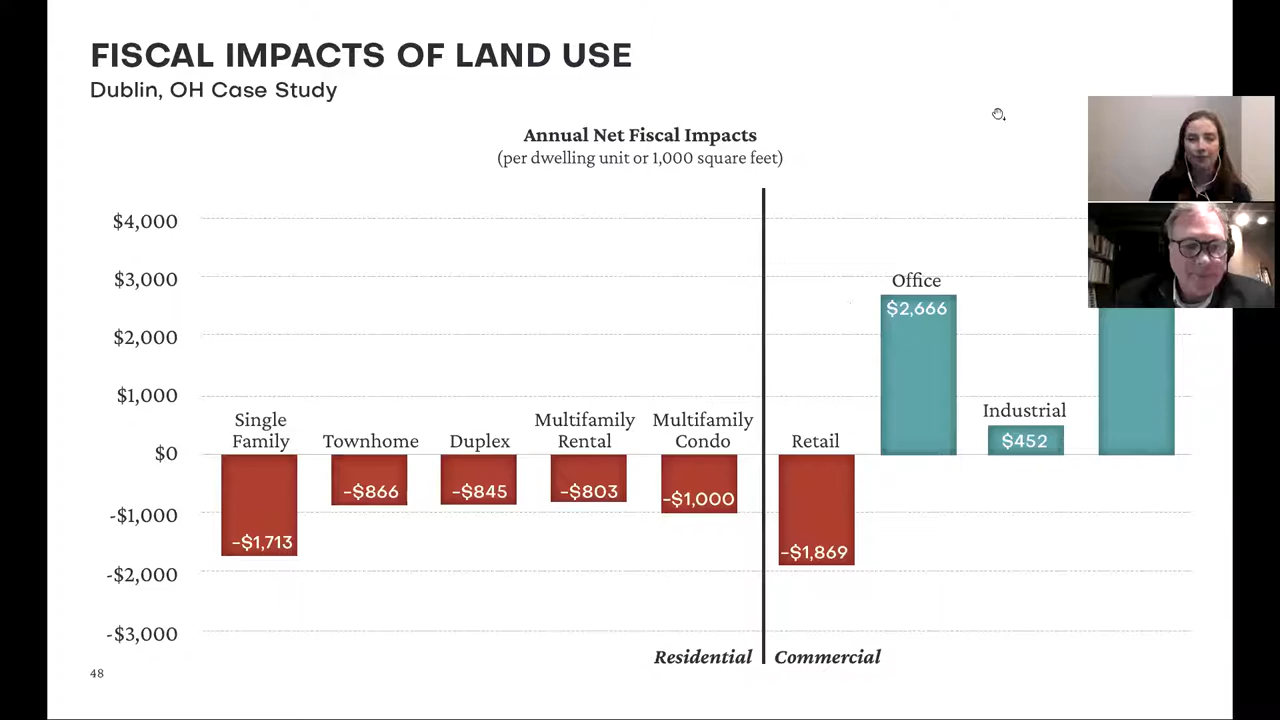 FISCAL IMPACTS OF LAND USE
Dublin, OH Case Study
Annual Net Fiscal Impacts
(per dwelling unit or 1,000 square feet)
$4,000
$3,000
$2,000
$1,000
$0
-$1,000
-$2,000
-$3,000
Single
Family
-$1,713
Townhome
-$866
Duplex
-$845
Multifamily
Rental
-$803
Multifamily
Condo
-$1,000
Retail
-$1,869
Office
$2,666
Industrial
$452
Residential
Commercial
48